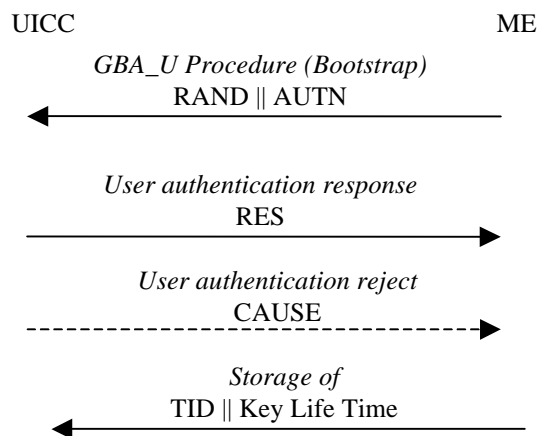 UICC ME
GBA_U Procedure (Bootstrap)
RAND || AUTN
User authentication response
RES
User authentication reject
CAUSE
Storage of
TID || Key Life Time